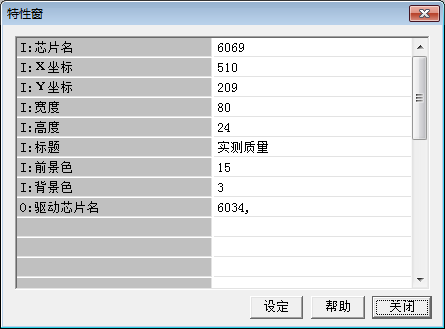 特性窗
I:芯片名 6069
I:X坐标 510
I:Y坐标 209
I:宽度 80
I:高度 24
I:标题 实测质量
I:前景色 15
I:背景色 3
O:驱动芯片名 6034,
设定 帮助 关闭